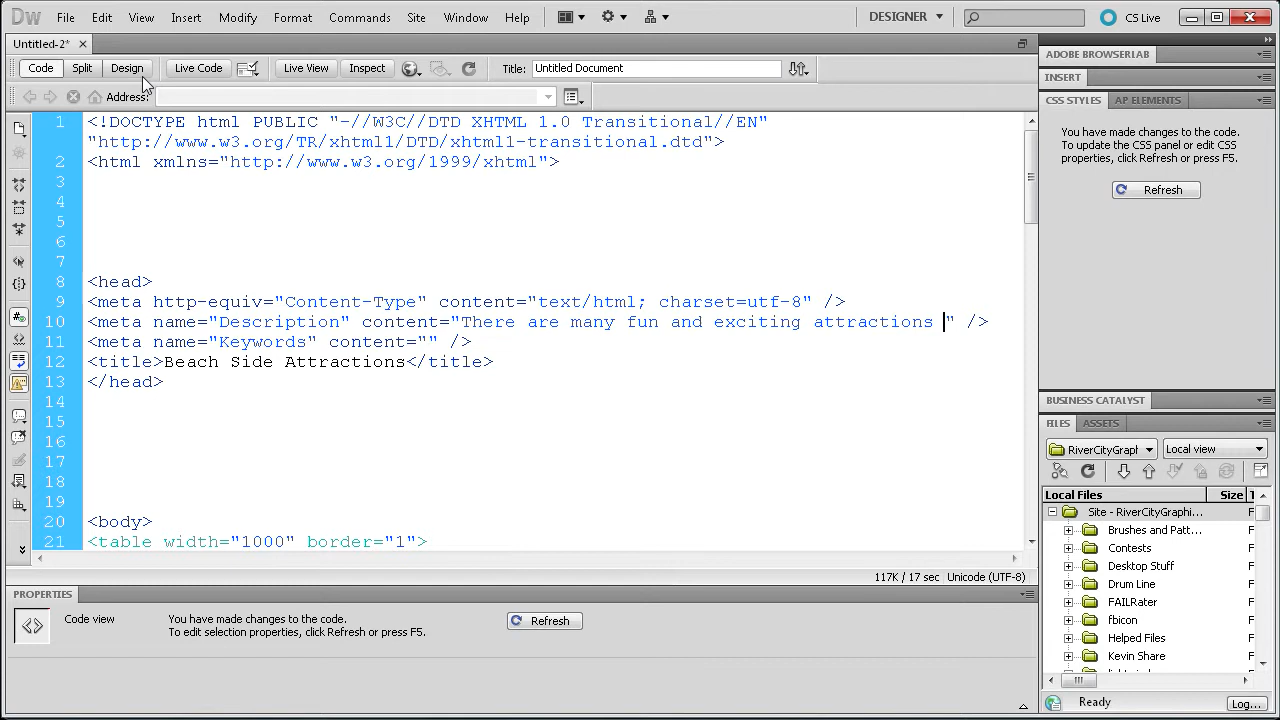 Dw File Edit View Insert Modify Format Commands Site Window Help DESIGNER CS Live
Untitled-2*
Code Split Design Live Code Live View Inspect Title: Untitled Document
Address:
1 <!DOCTYPE html PUBLIC "-//W3C//DTD XHTML 1.0 Transitional//EN"
"http://www.w3.org/TR/xhtml1/DTD/xhtml1-transitional.dtd">
2 <html xmlns="http://www.w3.org/1999/xhtml">
3
4
5
6
7
8 <head>
9 <meta http-equiv="Content-Type" content="text/html; charset=utf-8" />
10 <meta name="Description" content="There are many fun and exciting attractions " />
11 <meta name="Keywords" content="" />
12 <title>Beach Side Attractions</title>
13 </head>
14
15
16
17
18
19
20 <body>
21 <table width="1000" border="1">
117K / 17 sec Unicode (UTF-8)
PROPERTIES
Code view
You have made changes to the code.
To edit selection properties, click Refresh or press F5.
Refresh
ADOBE BROWSERLAB
INSERT
CSS STYLES AP ELEMENTS
You have made changes to the code.
To update the CSS panel or edit CSS
properties, click Refresh or press F5.
Refresh
BUSINESS CATALYST
FILES ASSETS
RiverCityGraph Local view
Local Files Size T
Site - RiverCityGraphi... F
Brushes and Patt... F
Contests F
Desktop Stuff F
Drum Line F
FAILRater F
fbicon F
Helped Files F
Kevin Share F
Ready Log...